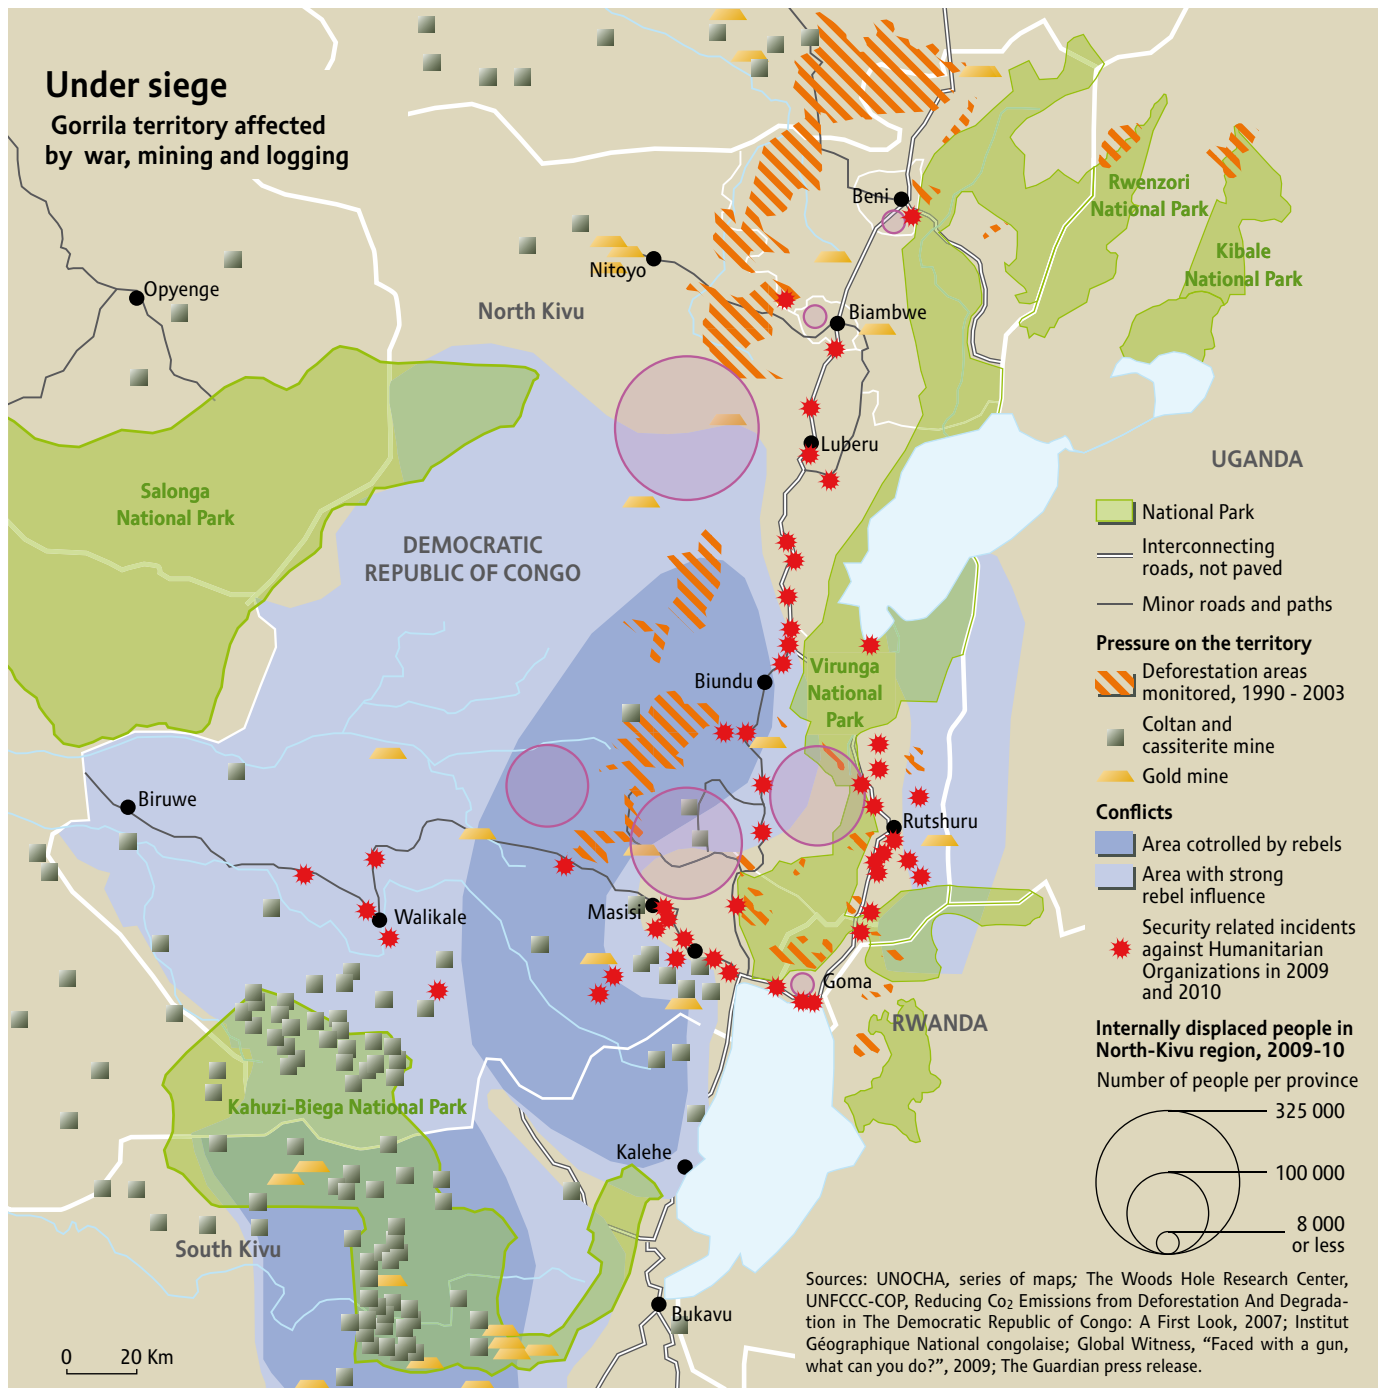 Under siege
Gorrila territory affected
by war, mining and logging
Beni
Rwenzori
National Park
Kibale
National Park
Nitoyo
Opyenge
North Kivu
Biambwe
Luberu
UGANDA
Salonga
National Park
DEMOCRATIC
REPUBLIC OF CONGO
Virunga
National
Park
Biundu
Biruwe
Rutshuru
Walikale
Masisi
Goma
RWANDA
Kahuzi-Biega National Park
Kalehe
South Kivu
Bukavu
0 20 Km
National Park
Interconnecting
roads, not paved
Minor roads and paths
Pressure on the territory
Deforestation areas
monitored, 1990 - 2003
Coltan and
cassiterite mine
Gold mine
Conflicts
Area cotrolled by rebels
Area with strong
rebel influence
Security related incidents
against Humanitarian
Organizations in 2009
and 2010
Internally displaced people in
North-Kivu region, 2009-10
Number of people per province
325 000
100 000
8 000
or less
Sources: UNOCHA, series of maps; The Woods Hole Research Center,
UNFCCC-COP, Reducing Co2 Emissions from Deforestation And Degrada-
tion in The Democratic Republic of Congo: A First Look, 2007; Institut
Géographique National congolaise; Global Witness, “Faced with a gun,
what can you do?”, 2009; The Guardian press release.